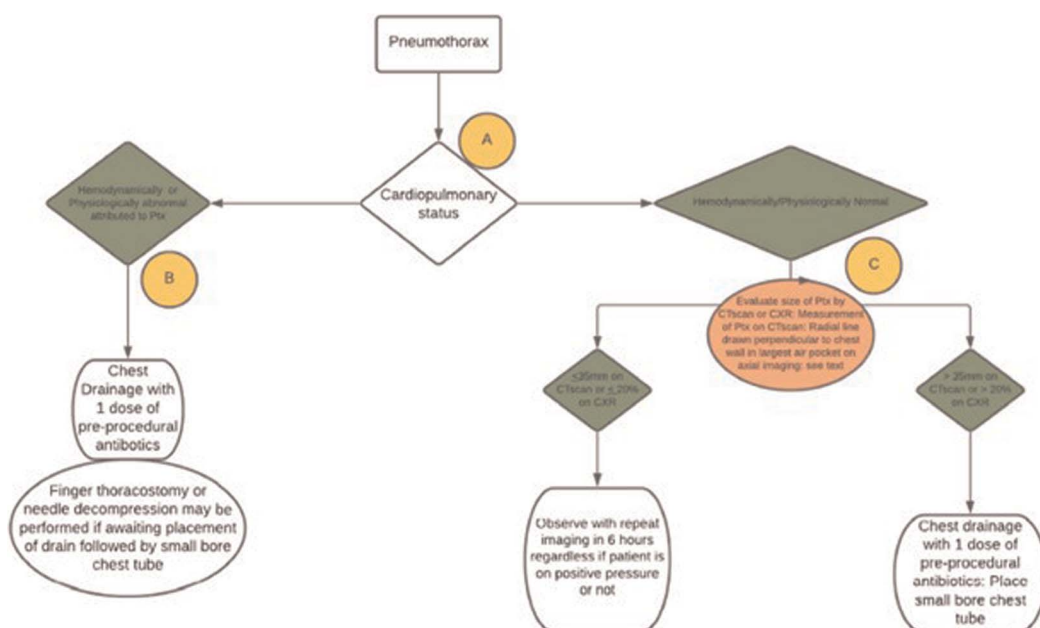 Pneumothorax
A
Cardiopulmonary
status
Hemodynamically or
Physiologically abnormal
attributed to Ptx
Hemodynamically/Physiologically Normal
B
C
Evaluate size of Ptx by
CTscan or CXR: Measurement
of Ptx on CTscan: Radial line
drawn perpendicular to chest
wall in largest air pocket on
axial imaging: see text
Chest
Drainage with
1 dose of
pre-procedural
antibotics
Finger thoracostomy or
needle decompression may be
performed if awaiting placement
of drain followed by small bore
chest tube
≤35mm on
CTscan or ≤ 20%
on CXR
> 35mm on
CTscan or > 20%
on CXR
Observe with repeat
imaging in 6 hours
regardless if patient is
on positive pressure
or not
Chest drainage
with 1 dose of
pre-procedural
antibiotics: Place
small bore chest
tube